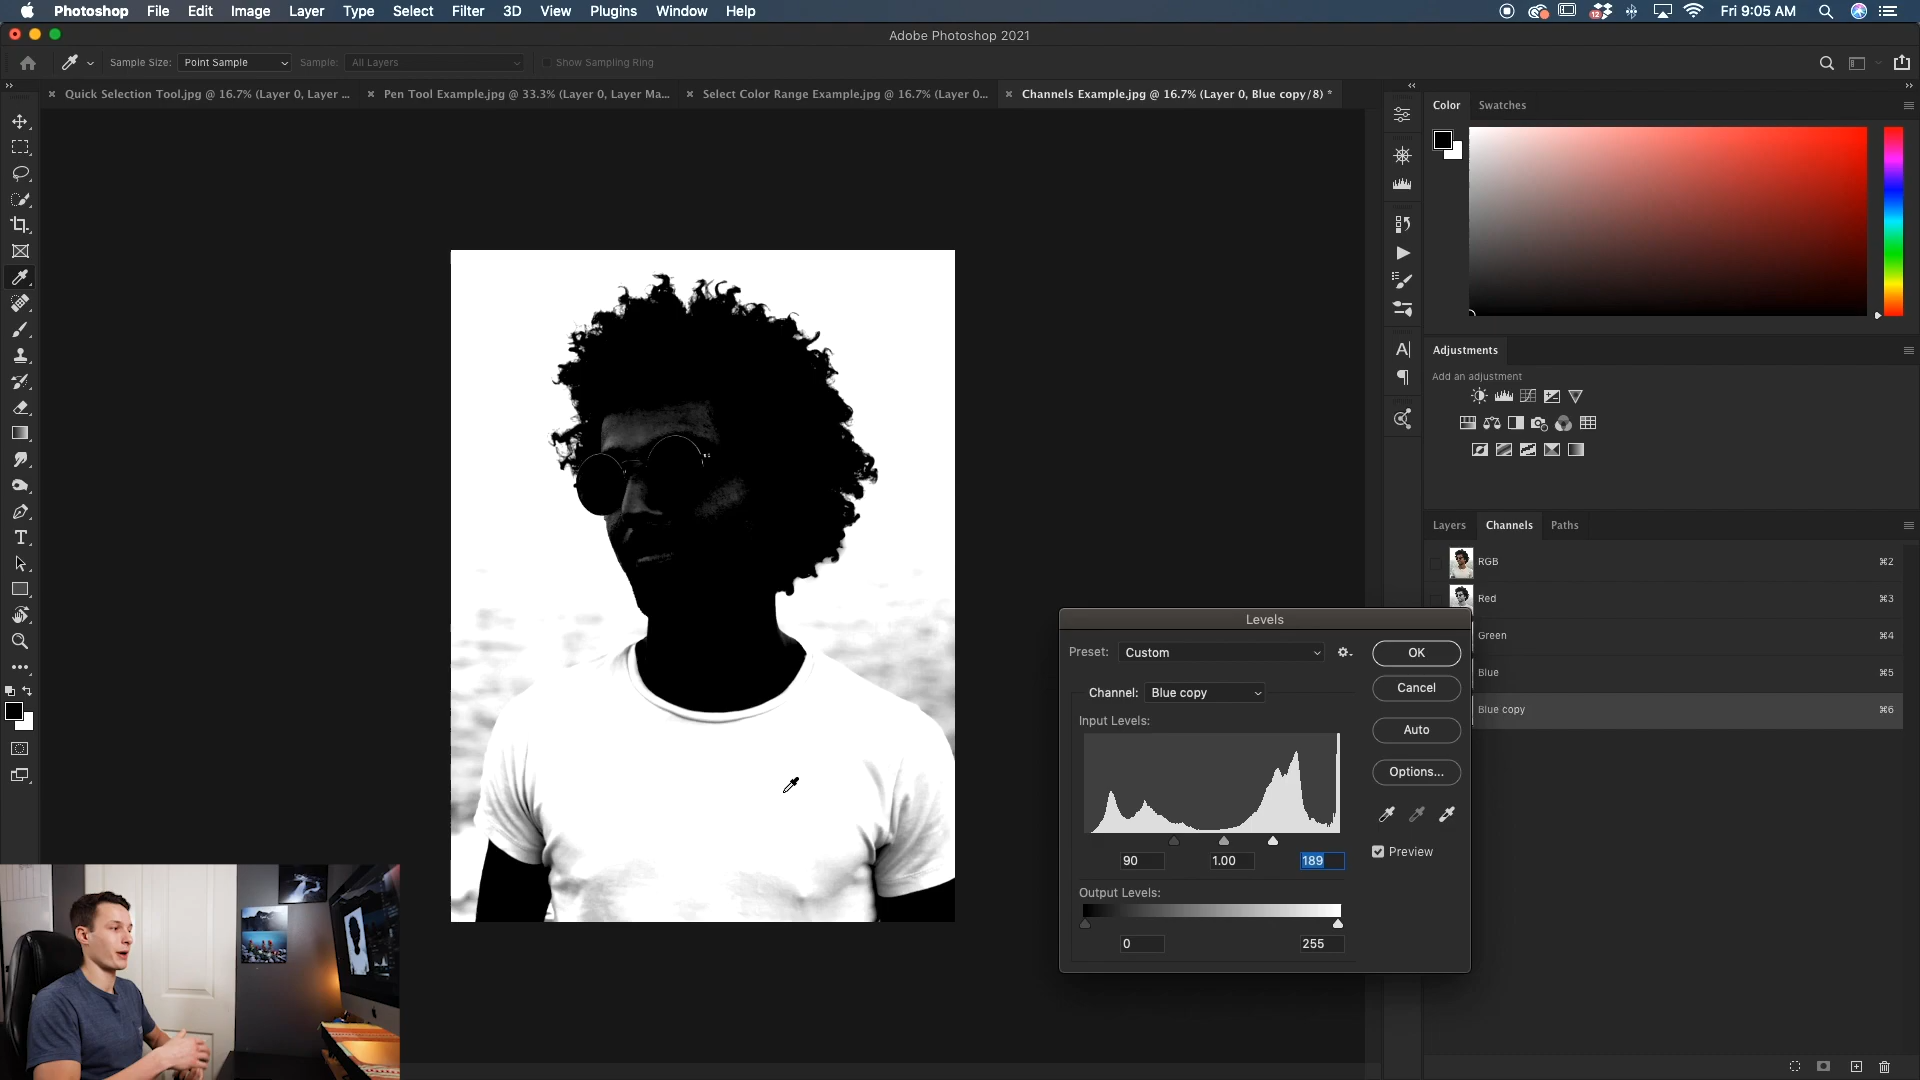 Photoshop File Edit Image Layer Type Select Filter 3D View Plugins Window Help 12 Fri 9:05 AM
Adobe Photoshop 2021
Sample Size: Point Sample Sample: All Layers Show Sampling Ring
Quick Selection Tool.jpg @ 16.7% (Layer 0, Layer ... Pen Tool Example.jpg @ 33.3% (Layer 0, Layer Ma... Select Color Range Example.jpg @ 16.7% (Layer 0... Channels Example.jpg @ 16.7% (Layer 0, Blue copy/8) *
Color Swatches
Adjustments
Add an adjustment
Layers Channels Paths
RGB ⌘2
Red ⌘3
Green ⌘4
Blue ⌘5
Blue copy ⌘6
Levels
Preset: Custom OK
Cancel
Channel: Blue copy
Input Levels:
Auto
Options...
Preview
90 1.00 189
Output Levels:
0 255